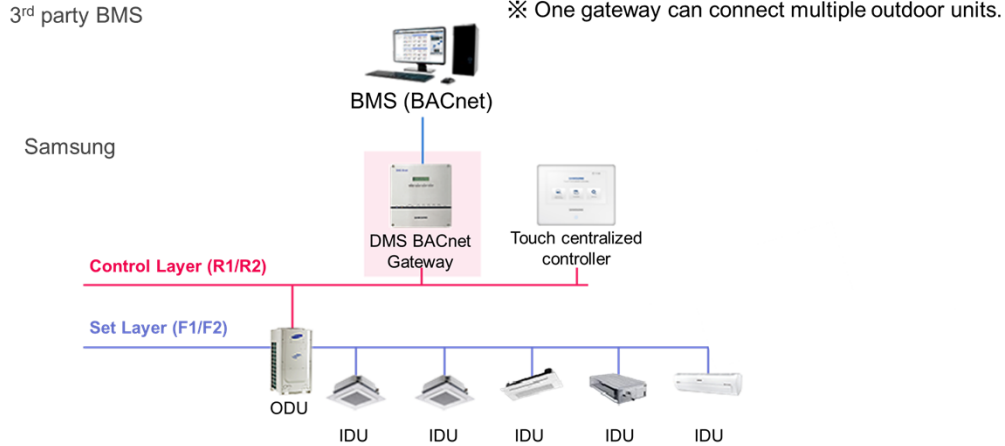 3rd party BMS
※ One gateway can connect multiple outdoor units.
BMS (BACnet)
Samsung
DMS BACnet
Gateway
Touch centralized
controller
Control Layer (R1/R2)
Set Layer (F1/F2)
ODU
IDU
IDU
IDU
IDU
IDU